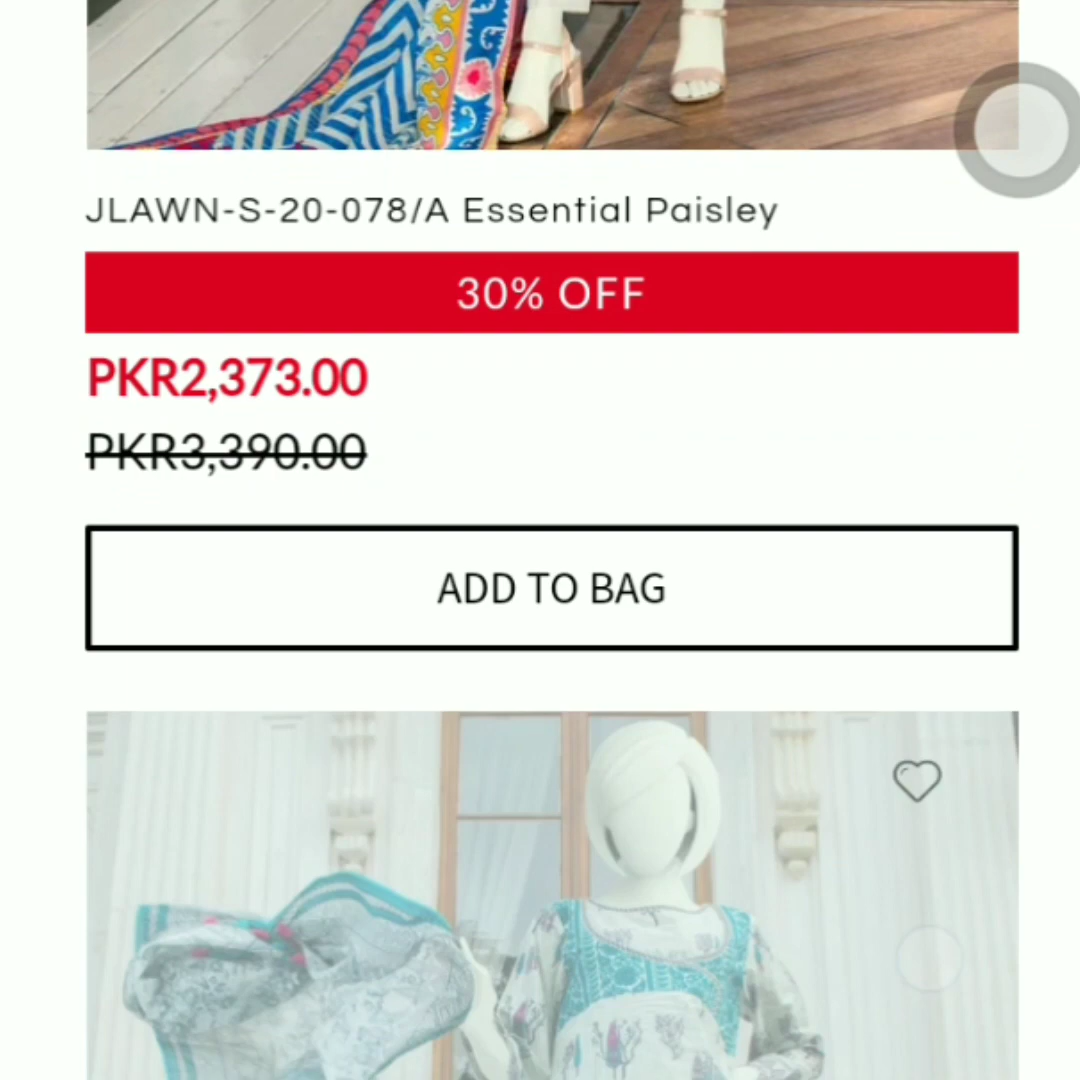 JLAWN-S-20-078/A Essential Paisley
30% OFF
PKR2,373.00
PKR3,390.00
ADD TO BAG